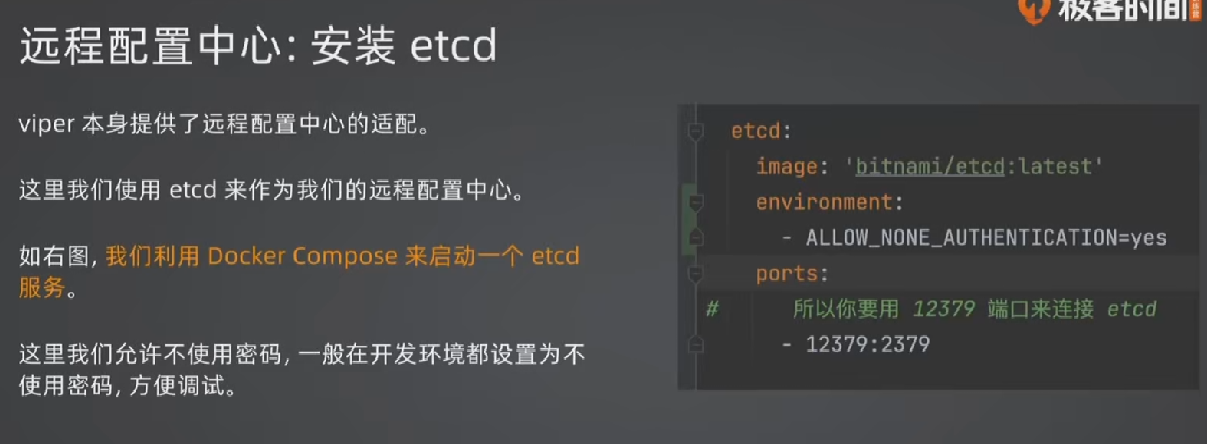 极客时间
远程配置中心: 安装 etcd
viper 本身提供了远程配置中心的适配。
这里我们使用 etcd 来作为我们的远程配置中心。
如右图, 我们利用 Docker Compose 来启动一个 etcd
服务。
这里我们允许不使用密码, 一般在开发环境都设置为不
使用密码, 方便调试。
etcd:
image: 'bitnami/etcd:latest'
environment:
- ALLOW_NONE_AUTHENTICATION=yes
ports:
# 所以你要用 12379 端口来连接 etcd
- 12379:2379